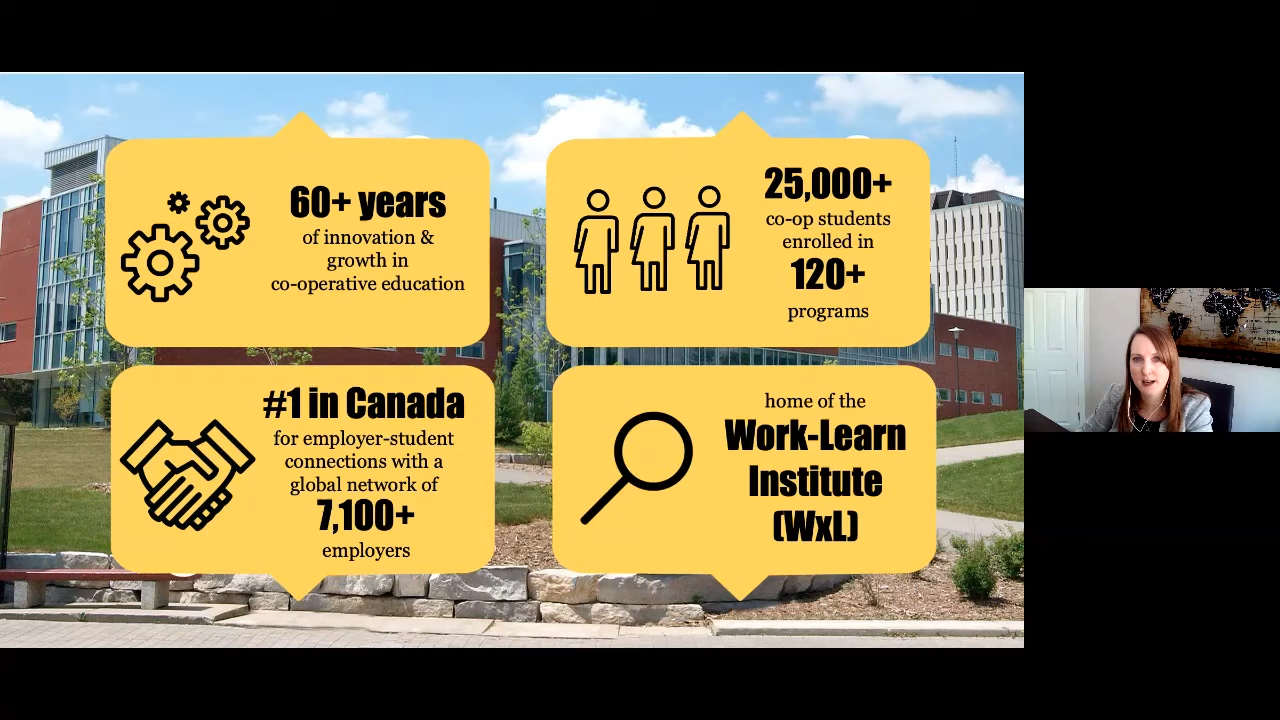 60+ years
of innovation &
growth in
co-operative education
25,000+
co-op students
enrolled in
120+
programs
#1 in Canada
for employer-student
connections with a
global network of
7,100+
employers
home of the
Work-Learn
Institute
(WxL)